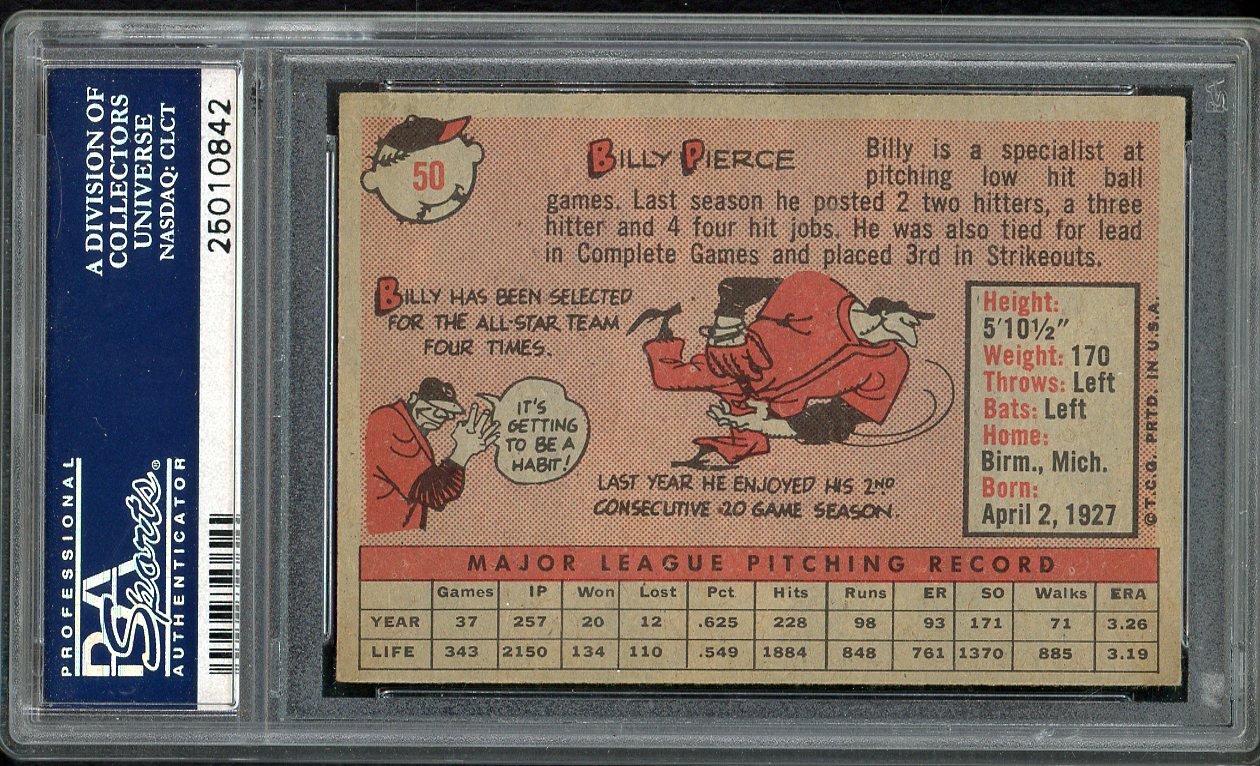 A DIVISION OF
COLLECTORS
UNIVERSE
NASDAQ: CLCT
25010842
PROFESSIONAL
PSA
Sports®
AUTHENTICATOR
PSA
50
BILLY PIERCE
Billy is a specialist at
pitching low hit ball
games. Last season he posted 2 two hitters, a three
hitter and 4 four hit jobs. He was also tied for lead
in Complete Games and placed 3rd in Strikeouts.
BILLY HAS BEEN SELECTED
FOR THE ALL-STAR TEAM
FOUR TIMES.
IT'S
GETTING
TO BE A
HABIT!
LAST YEAR HE ENJOYED HIS 2ND
CONSECUTIVE 20 GAME SEASON
Height:
5'10½"
Weight: 170
Throws: Left
Bats: Left
Home:
Birm., Mich.
Born:
April 2, 1927
© T.C.G. PRTD. IN U.S.A.
MAJOR LEAGUE PITCHING RECORD
Games IP Won Lost Pct Hits Runs ER SO Walks ERA
YEAR 37 257 20 12 .625 228 98 93 171 71 3.26
LIFE 343 2150 134 110 .549 1884 848 761 1370 885 3.19